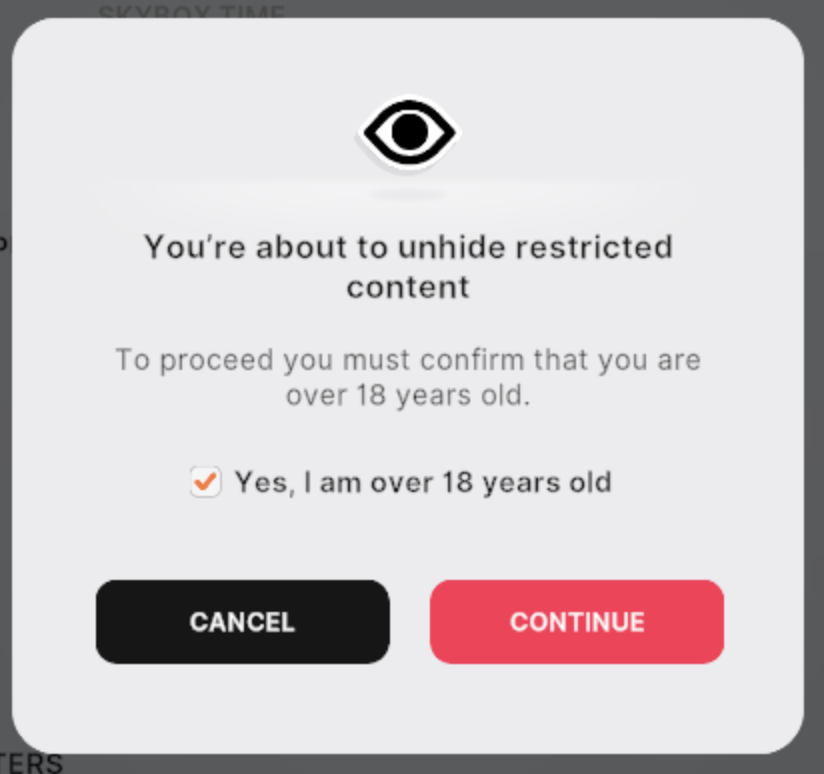 SKYBOX TIME
You're about to unhide restricted
content
To proceed you must confirm that you are
over 18 years old.
Yes, I am over 18 years old
CANCEL
CONTINUE
TERS